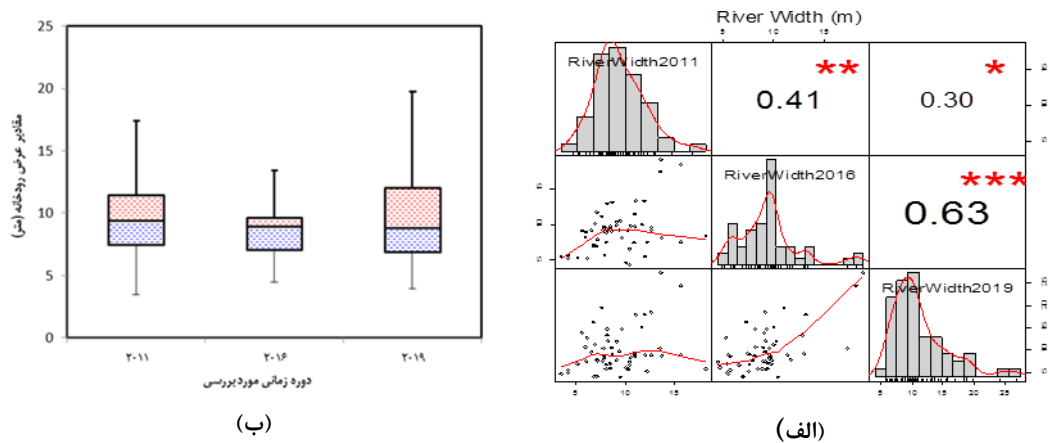 River Width (m)
5 10 15
RiverWidth2011
**
0.41
*
0.30
RiverWidth2016
***
0.63
RiverWidth2019
5 10 15
5 10 15 20 25
(الف)
مقادیر عرض رودخانه (متر)
25
20
15
10
5
0
۲۰۱۱ ۲۰۱۶ ۲۰۱۹
دوره زمانی موردبررسی
(ب)